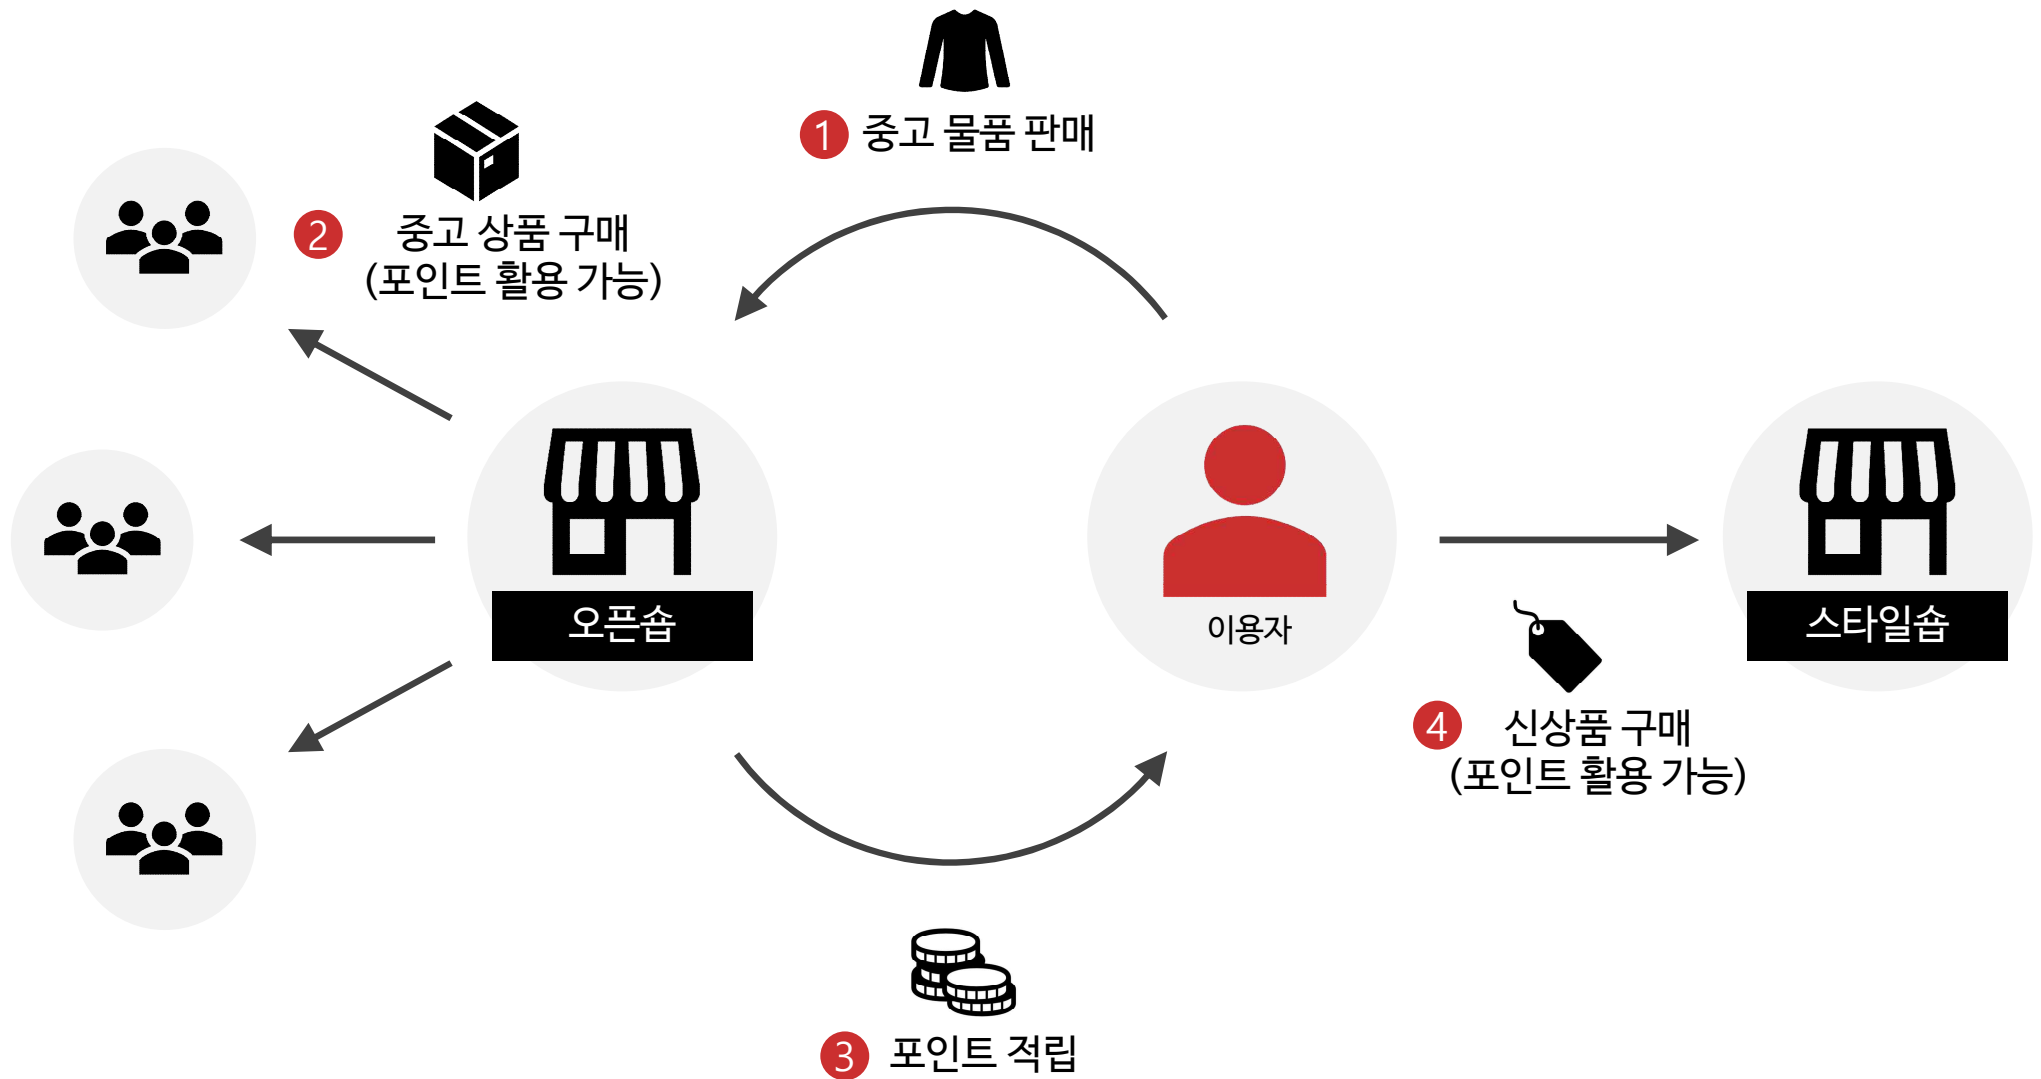 1 중고 물품 판매
2 중고 상품 구매
(포인트 활용 가능)
오픈숍
이용자
스타일숍
4 신상품 구매
(포인트 활용 가능)
3 포인트 적립